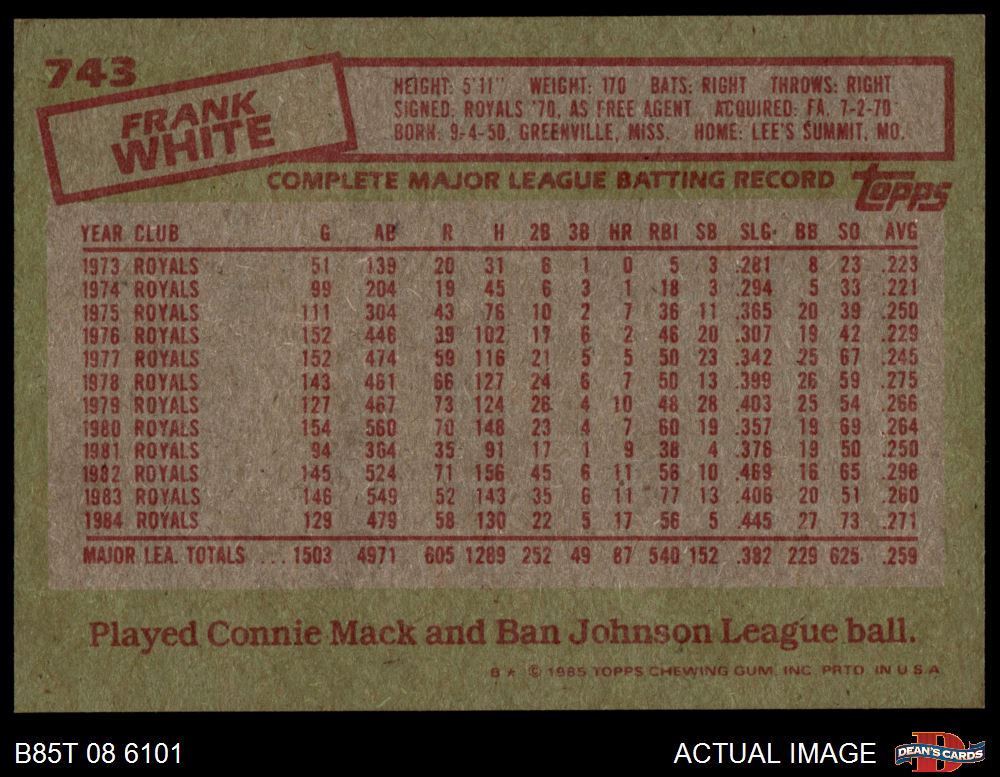 743
FRANK
WHITE
HEIGHT: 5'11" WEIGHT: 170 BATS: RIGHT THROWS: RIGHT
SIGNED: ROYALS '70, AS FREE AGENT ACQUIRED: FA, 7-2-70
BORN: 9-4-50, GREENVILLE, MISS. HOME: LEE'S SUMMIT, MO.
COMPLETE MAJOR LEAGUE BATTING RECORD
topps
YEAR CLUB G AB R H 2B 3B HR RBI SB SLG. BB SO AVG
1973 ROYALS 51 139 20 31 6 1 0 5 3 .281 8 23 .223
1974 ROYALS 99 204 19 45 6 3 1 18 3 .294 5 33 .221
1975 ROYALS 111 304 43 76 10 2 7 36 11 .365 20 39 .250
1976 ROYALS 152 446 39 102 17 6 2 46 20 .307 19 42 .229
1977 ROYALS 152 474 59 116 21 5 5 50 23 .342 25 67 .245
1978 ROYALS 143 461 66 127 24 6 7 50 13 .399 26 59 .275
1979 ROYALS 127 467 73 124 26 4 10 48 28 .403 25 54 .266
1980 ROYALS 154 560 70 148 23 4 7 60 19 .357 19 69 .264
1981 ROYALS 94 364 35 91 17 1 9 38 4 .376 19 50 .250
1982 ROYALS 145 524 71 156 45 6 11 56 10 .469 16 65 .298
1983 ROYALS 146 549 52 143 35 6 11 77 13 .406 20 51 .260
1984 ROYALS 129 479 58 130 22 5 17 56 5 .445 27 73 .271
MAJOR LEA. TOTALS ... 1503 4971 605 1289 252 49 87 540 152 .382 229 625 .259
Played Connie Mack and Ban Johnson League ball.
B * © 1985 TOPPS CHEWING GUM, INC. PRTD. IN U S A
B85T 08 6101
ACTUAL IMAGE
DEAN'S CARDS